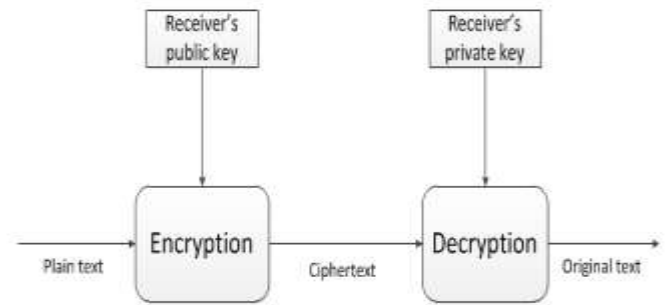 Receiver's
public key
Receiver's
private key
Encryption
Decryption
Plain text
Ciphertext
Original text